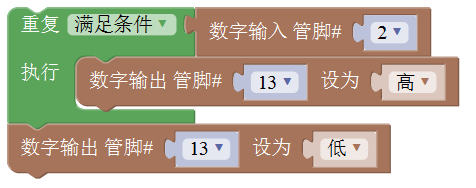 重复 满足条件 数字输入 管脚# 2
执行 数字输出 管脚# 13 设为 高
数字输出 管脚# 13 设为 低